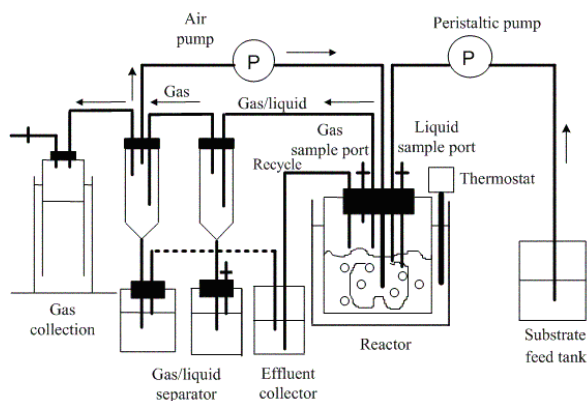 Air
pump
Peristaltic pump
P
P
Gas
Gas/liquid
Gas
sample port
Liquid
sample port
Recycle
Thermostat
Gas
collection
Gas/liquid
separator
Effluent
collector
Reactor
Substrate
feed tank